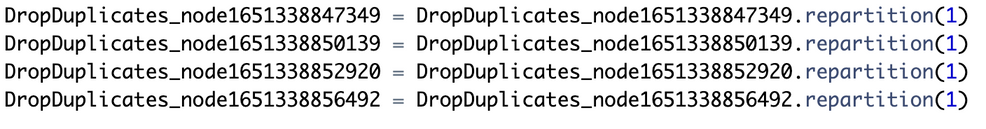 DropDuplicates_node1651338847349 = DropDuplicates_node1651338847349.repartition(1)
DropDuplicates_node1651338850139 = DropDuplicates_node1651338850139.repartition(1)
DropDuplicates_node1651338852920 = DropDuplicates_node1651338852920.repartition(1)
DropDuplicates_node1651338856492 = DropDuplicates_node1651338856492.repartition(1)